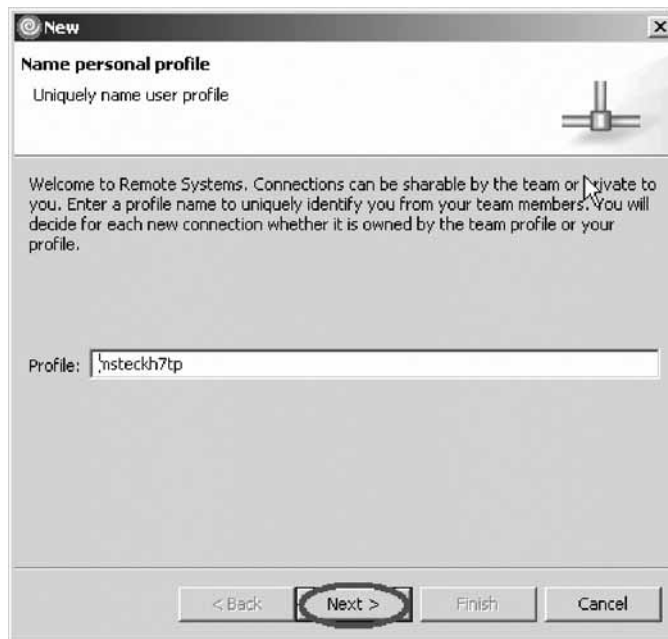 New
Name personal profile
Uniquely name user profile
Welcome to Remote Systems. Connections can be sharable by the team or private to
you. Enter a profile name to uniquely identify you from your team members. You will
decide for each new connection whether it is owned by the team profile or your
profile.
Profile: nsteckh7tp
< Back Next > Finish Cancel